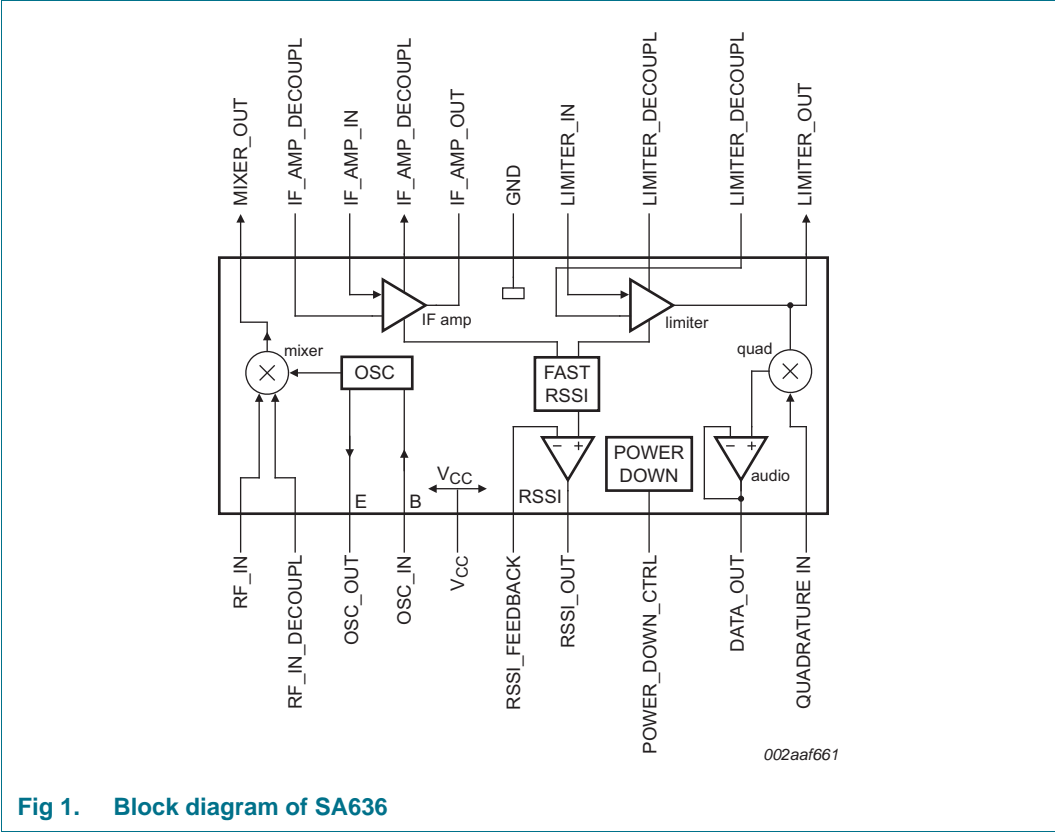 MIXER_OUT
IF_AMP_DECOUPL
IF_AMP_IN
IF_AMP_DECOUPL
IF_AMP_OUT
GND
LIMITER_IN
LIMITER_DECOUPL
LIMITER_DECOUPL
LIMITER_OUT
IF amp
limiter
mixer
OSC
FAST
RSSI
quad
− +
POWER
DOWN
− +
audio
VCC
RSSI
E
B
RF_IN
RF_IN_DECOUPL
OSC_OUT
OSC_IN
VCC
RSSI_FEEDBACK
RSSI_OUT
POWER_DOWN_CTRL
DATA_OUT
QUADRATURE IN
002aaf661
Fig 1. Block diagram of SA636